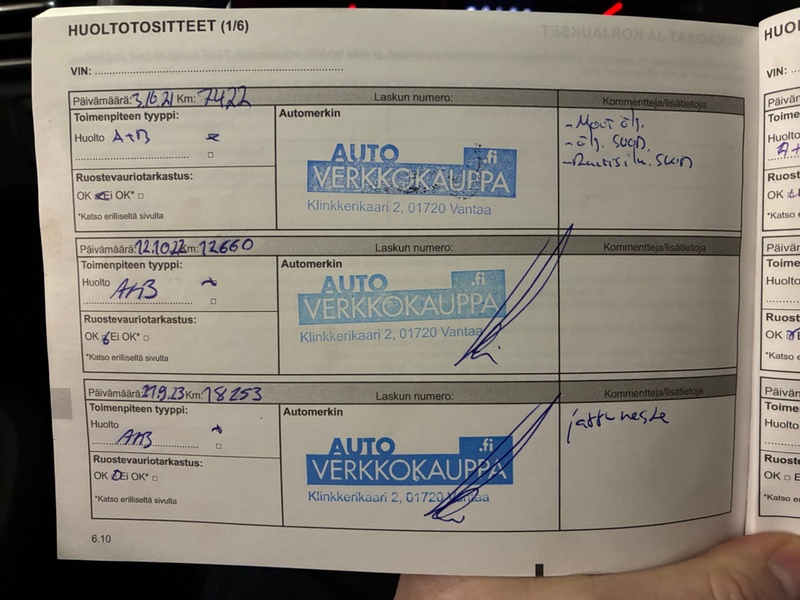 HUOLTOTOSITTEET (1/6)
VIN:
Päivämäärä: Km: 7422 Laskun numero: Kommentteja/lisätietoja
Toimenpiteen tyyppi: Automerkin
Huolto A+B
- ölj. suod.
AUTO .fi
VERKKOKAUPPA
Klinkkerikaari 2, 01720 Vantaa
Ruostevauriotarkastus:
OK Ei OK*
*Katso erilliseltä sivulta
Päivämäärä: 12.10.22 Km: 12660 Laskun numero: Kommentteja/lisätietoja
Toimenpiteen tyyppi: Automerkin
Huolto A+B
AUTO .fi
VERKKOKAUPPA
Klinkkerikaari 2, 01720 Vantaa
Ruostevauriotarkastus:
OK Ei OK*
*Katso erilliseltä sivulta
Päivämäärä: 27.9.23 Km: 18253 Laskun numero: Kommentteja/lisätietoja
Toimenpiteen tyyppi: Automerkin
Huolto A+B
jarruneste
AUTO .fi
VERKKOKAUPPA
Klinkkerikaari 2, 01720 Vantaa
Ruostevauriotarkastus:
OK Ei OK*
*Katso erilliseltä sivulta
6.10